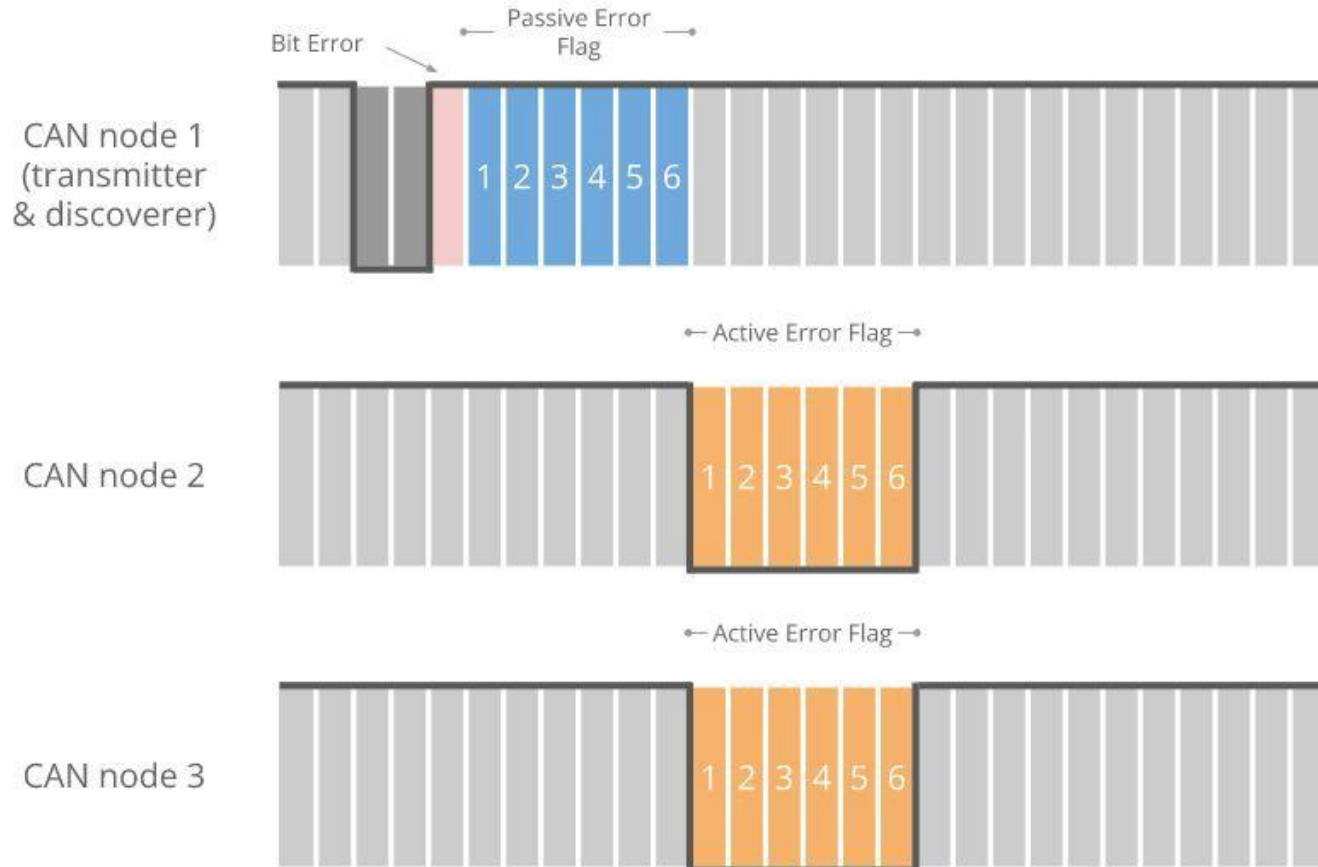 Passive Error
Flag
Bit Error
CAN node 1
(transmitter
& discoverer)
1 2 3 4 5 6
Active Error Flag
CAN node 2
1 2 3 4 5 6
Active Error Flag
CAN node 3
1 2 3 4 5 6